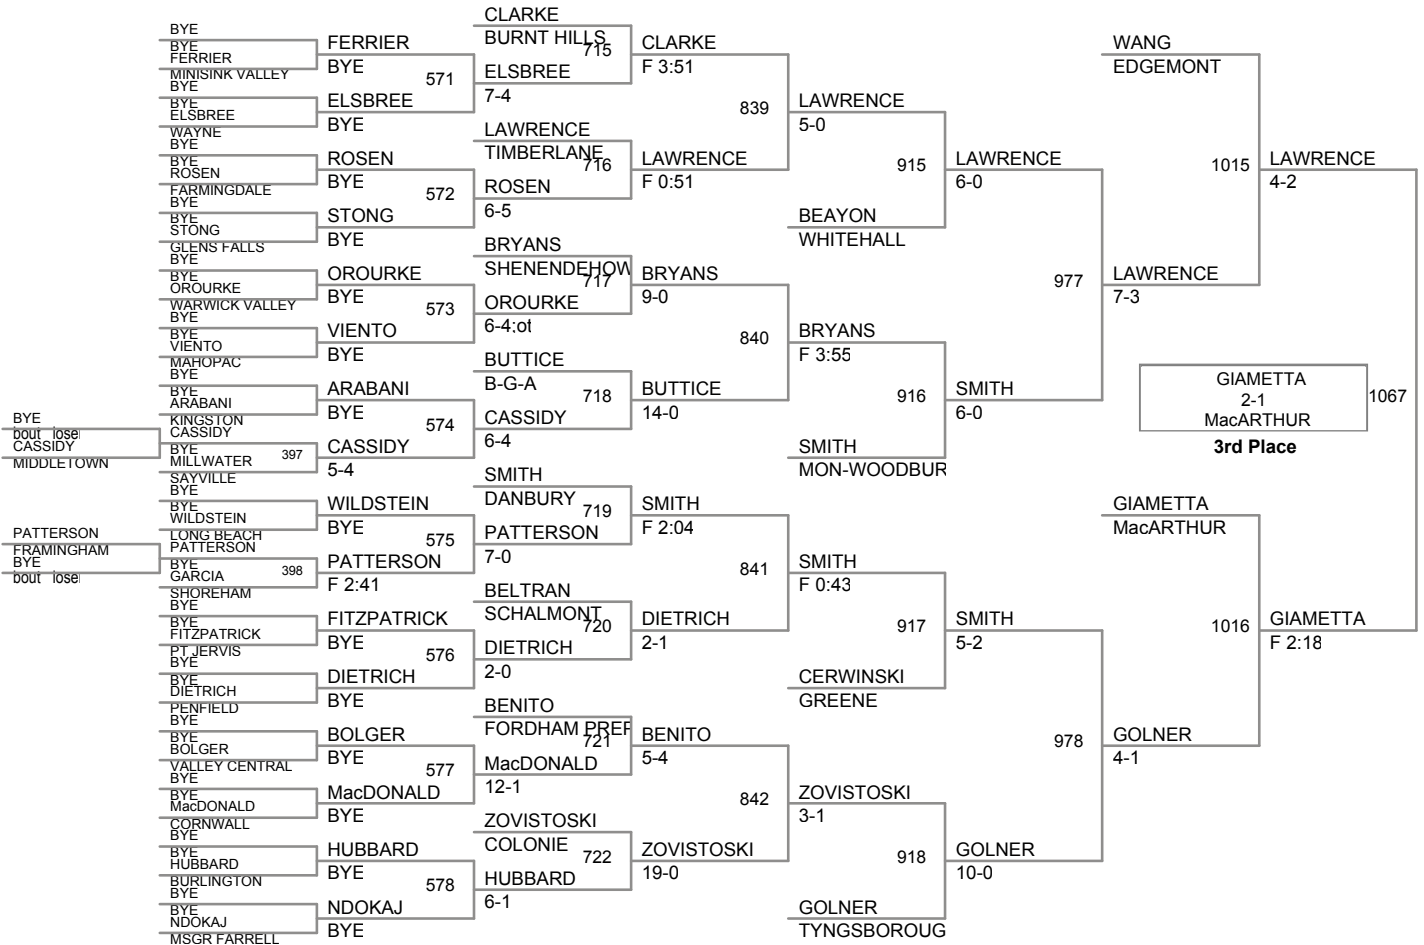 BYE
bout loser
CASSIDY
MIDDLETOWN
PATTERSON
FRAMINGHAM
BYE
bout loser
BYE
BYE
FERRIER
MINISINK VALLEY
BYE
BYE
ELSBREE
WAYNE
BYE
BYE
ROSEN
FARMINGDALE
BYE
BYE
STONG
GLENS FALLS
BYE
BYE
OROURKE
WARWICK VALLEY
BYE
BYE
VIENTO
MAHOPAC
BYE
BYE
ARABANI
KINGSTON
CASSIDY
BYE
MILLWATER
397
SAYVILLE
BYE
BYE
WILDSTEIN
LONG BEACH
PATTERSON
BYE
GARCIA
398
SHOREHAM
BYE
BYE
FITZPATRICK
PT JERVIS
BYE
BYE
DIETRICH
PENFIELD
BYE
BYE
BOLGER
VALLEY CENTRAL
BYE
BYE
MacDONALD
CORNWALL
BYE
BYE
HUBBARD
BURLINGTON
BYE
BYE
NDOKAJ
MSGR FARRELL
FERRIER
BYE
571
ELSBREE
BYE
ROSEN
BYE
572
STONG
BYE
OROURKE
BYE
573
VIENTO
BYE
ARABANI
BYE
574
CASSIDY
5-4
WILDSTEIN
BYE
575
PATTERSON
F 2:41
FITZPATRICK
BYE
576
DIETRICH
BYE
BOLGER
BYE
577
MacDONALD
BYE
HUBBARD
BYE
578
NDOKAJ
BYE
CLARKE
BURNT HILLS
715
ELSBREE
7-4
LAWRENCE
TIMBERLANE
716
ROSEN
6-5
BRYANS
SHENENDEHOW
717
OROURKE
6-4;ot
BUTTICE
B-G-A
718
CASSIDY
6-4
SMITH
DANBURY
719
PATTERSON
7-0
BELTRAN
SCHALMONT
720
DIETRICH
2-0
BENITO
FORDHAM PREP
721
MacDONALD
12-1
ZOVISTOSKI
COLONIE
722
HUBBARD
6-1
CLARKE
F 3:51
839
LAWRENCE
F 0:51
BRYANS
9-0
840
BUTTICE
14-0
SMITH
F 2:04
841
DIETRICH
2-1
BENITO
5-4
842
ZOVISTOSKI
19-0
LAWRENCE
5-0
915
BEAYON
WHITEHALL
BRYANS
F 3:55
916
SMITH
MON-WOODBUR
SMITH
F 0:43
917
CERWINSKI
GREENE
ZOVISTOSKI
3-1
918
GOLNER
TYNGSBOROUG
LAWRENCE
6-0
977
SMITH
6-0
SMITH
5-2
978
GOLNER
10-0
WANG
EDGEMONT
1015
LAWRENCE
7-3
GIAMETTA
MacARTHUR
1016
GOLNER
4-1
LAWRENCE
4-2
GIAMETTA
2-1
MacARTHUR
1067
3rd Place
GIAMETTA
F 2:18